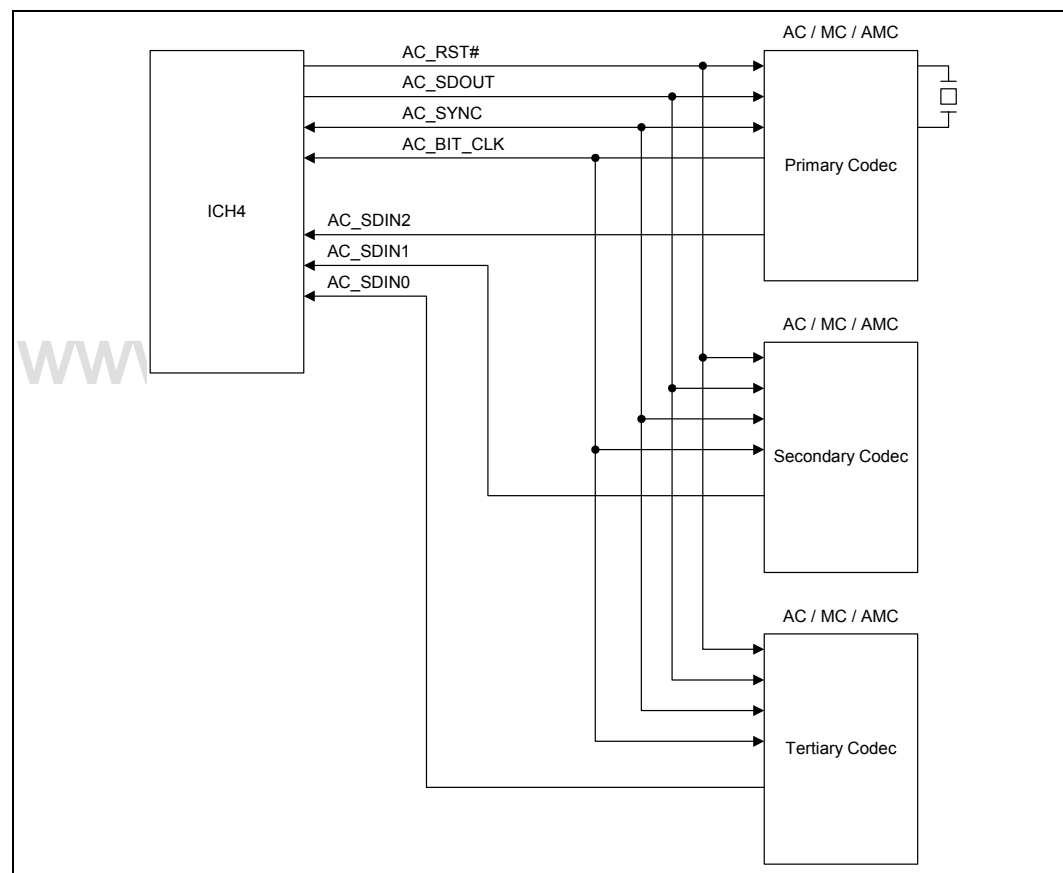 AC / MC / AMC
AC_RST#
AC_SDOUT
AC_SYNC
AC_BIT_CLK
Primary Codec
ICH4
AC_SDIN2
AC_SDIN1
AC_SDIN0
AC / MC / AMC
www
Secondary Codec
AC / MC / AMC
Tertiary Codec